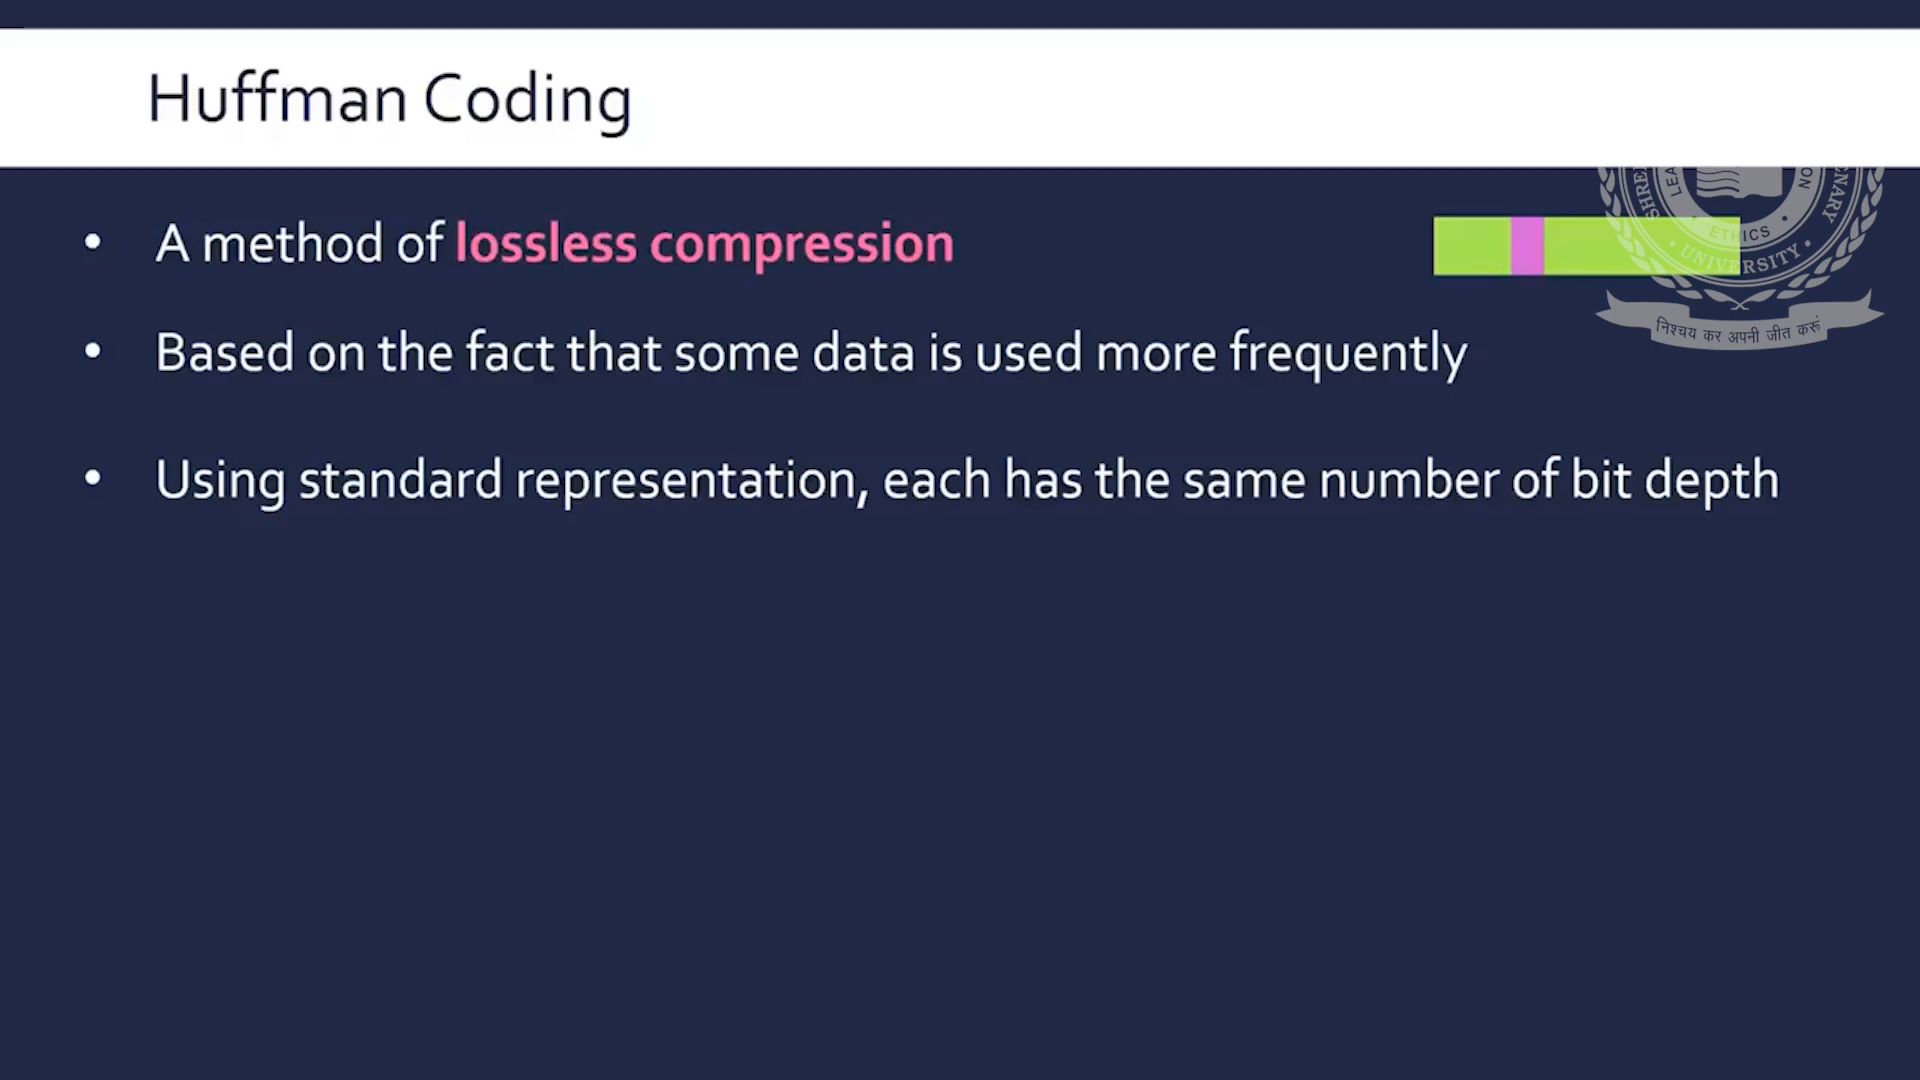 Huffman Coding
• A method of lossless compression
• Based on the fact that some data is used more frequently
• Using standard representation, each has the same number of bit depth
ETHICS
UNIVERSITY
निश्चय कर अपनी जीत करूं